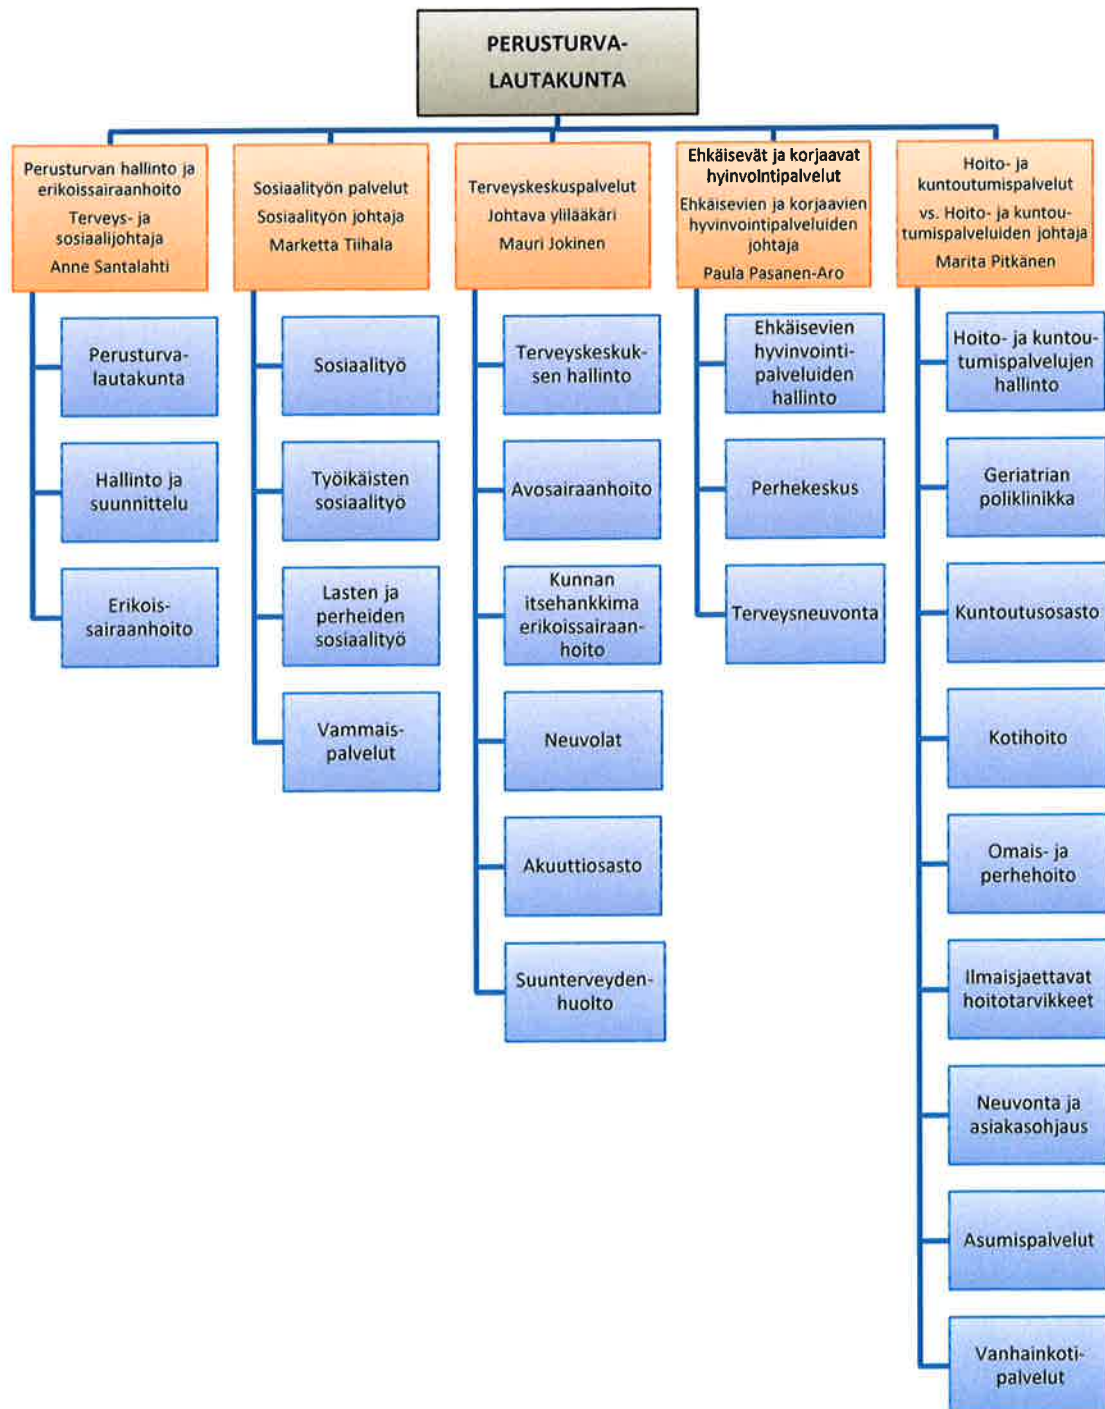 PERUSTURVA-
LAUTAKUNTA
Perusturvan hallinto ja
erikoissairaanhoito
Terveys- ja
sosiaalijohtaja
Anne Santalahti
Sosiaalityön palvelut
Sosiaalityön johtaja
Marketta Tiihala
Terveyskeskuspalvelut
Johtava ylilääkäri
Mauri Jokinen
Ehkäisevät ja korjaavat
hyinvointipalvelut
Ehkäisevien ja korjaavien
hyvinvointipalveluiden
johtaja
Paula Pasanen-Aro
Hoito- ja
kuntoutumispalvelut
vs. Hoito- ja kuntou-
tumispalveluiden johtaja
Marita Pitkänen
Perusturva-
lautakunta
Hallinto ja
suunnittelu
Erikois-
sairaanhoito
Sosiaalityö
Työikäisten
sosiaalityö
Lasten ja
perheiden
sosiaalityö
Vammais-
palvelut
Terveyskeskuk-
sen hallinto
Avosairaanhoito
Kunnan
itsehankkima
erikoissairaan-
hoito
Neuvolat
Akuuttiosasto
Suunterveyden-
huolto
Ehkäisevien
hyvinvointi-
palveluiden
hallinto
Perhekeskus
Terveysneuvonta
Hoito- ja kuntou-
tumispalvelujen
hallinto
Geriatrian
poliklinikka
Kuntoutusosasto
Kotihoito
Omais- ja
perhehoito
Ilmaisjaettavat
hoitotarvikkeet
Neuvonta ja
asiakasohjaus
Asumispalvelut
Vanhainkoti-
palvelut